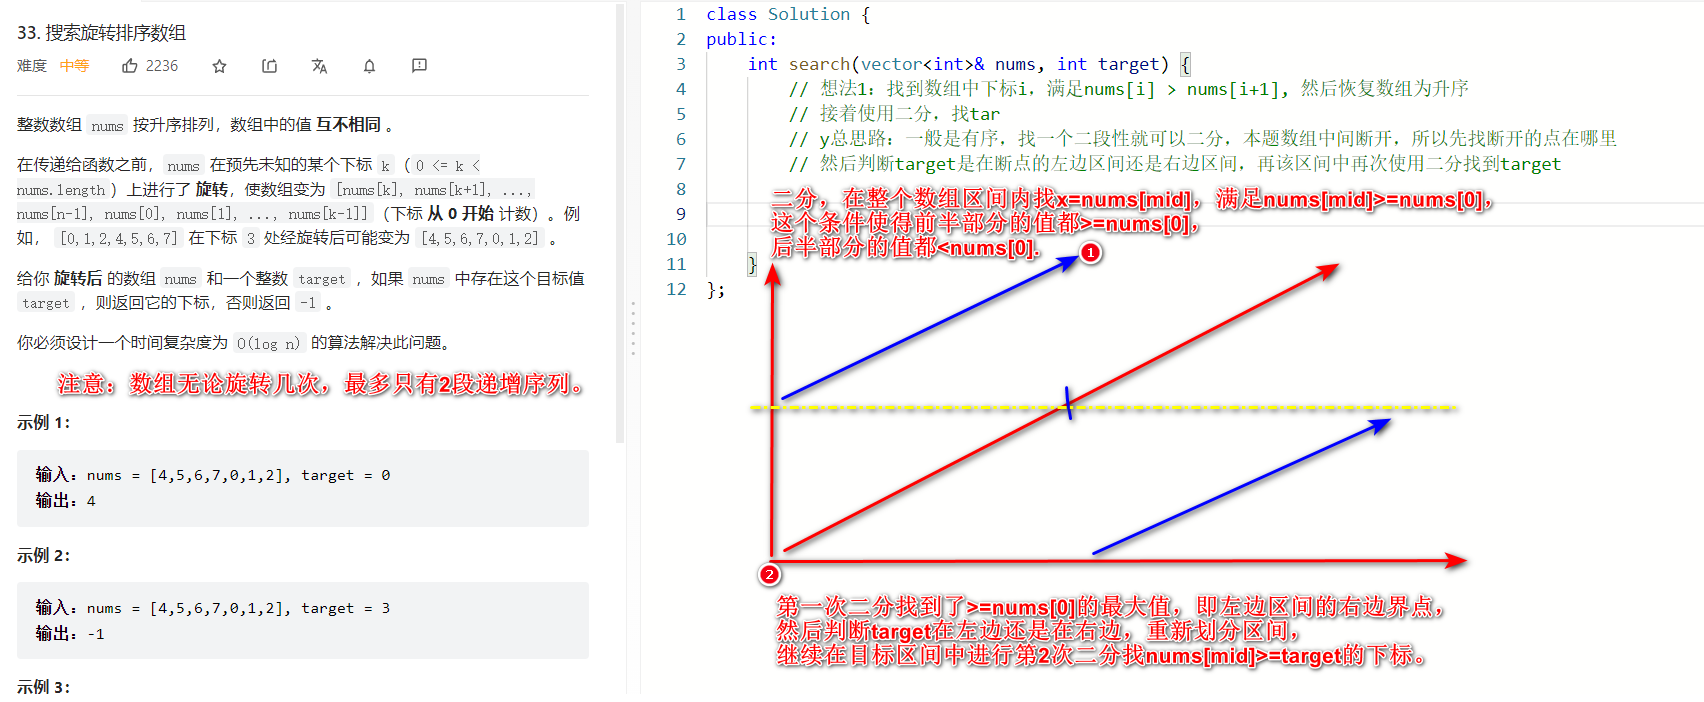 33. 搜索旋转排序数组
难度 中等 2236
整数数组 nums 按升序排列，数组中的值 互不相同 。
在传递给函数之前，nums 在预先未知的某个下标 k（0 <= k <
nums.length）上进行了 旋转，使数组变为 [nums[k], nums[k+1], ...,
nums[n-1], nums[0], nums[1], ..., nums[k-1]]（下标 从 0 开始 计数）。例
如， [0,1,2,4,5,6,7] 在下标 3 处经旋转后可能变为 [4,5,6,7,0,1,2] 。
给你 旋转后 的数组 nums 和一个整数 target ，如果 nums 中存在这个目标值
target ，则返回它的下标，否则返回 -1 。
你必须设计一个时间复杂度为 O(log n) 的算法解决此问题。
注意：数组无论旋转几次，最多只有2段递增序列。
示例 1：
输入：nums = [4,5,6,7,0,1,2], target = 0
输出：4
示例 2：
输入：nums = [4,5,6,7,0,1,2], target = 3
输出：-1
示例 3：
1 class Solution {
2 public:
3 int search(vector<int>& nums, int target) {
4 // 想法1：找到数组中下标i，满足nums[i] > nums[i+1], 然后恢复数组为升序
5 // 接着使用二分，找tar
6 // y总思路：一般是有序，找一个二段性就可以二分，本题数组中间断开，所以先找断开的点在哪里
7 // 然后判断target是在断点的左边区间还是右边区间，再该区间中再次使用二分找到target
8
9
10
11 }
12 };
二分，在整个数组区间内找x=nums[mid]，满足nums[mid]>=nums[0]，
这个条件使得前半部分的值都>=nums[0]，
后半部分的值都<nums[0].
1
2
第一次二分找到了>=nums[0]的最大值，即左边区间的右边界点，
然后判断target在左边还是在右边，重新划分区间，
继续在目标区间中进行第2次二分找nums[mid]>=target的下标。